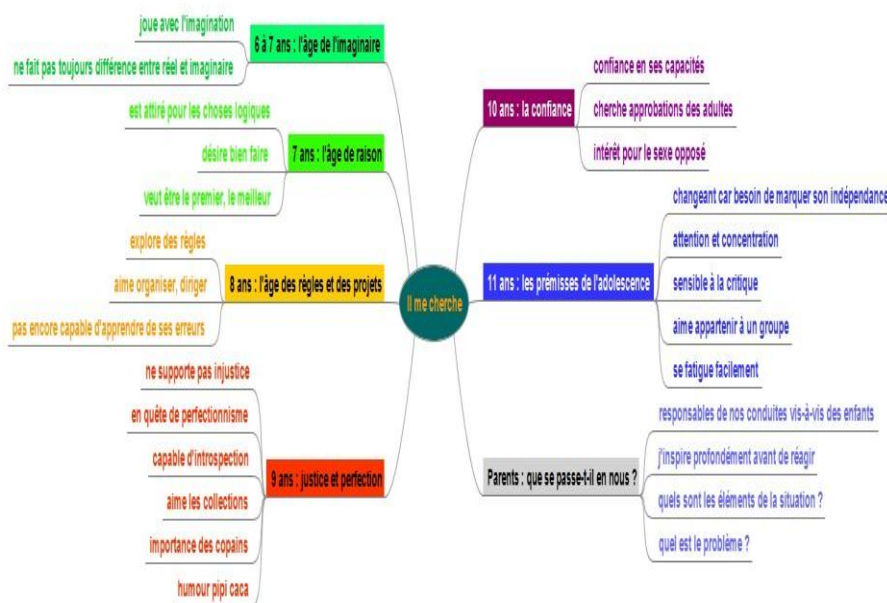 Il me cherche
6 à 7 ans : l'âge de l'imaginaire
joue avec l'imagination
ne fait pas toujours différence entre réel et imaginaire
7 ans : l'âge de raison
est attiré pour les choses logiques
désire bien faire
veut être le premier, le meilleur
8 ans : l'âge des règles et des projets
explore des règles
aime organiser, diriger
pas encore capable d'apprendre de ses erreurs
9 ans : justice et perfection
ne supporte pas injustice
en quête de perfectionnisme
capable d'introspection
aime les collections
importance des copains
humour pipi caca
10 ans : la confiance
confiance en ses capacités
cherche approbations des adultes
intérêt pour le sexe opposé
11 ans : les prémisses de l'adolescence
changeant car besoin de marquer son indépendance
attention et concentration
sensible à la critique
aime appartenir à un groupe
se fatigue facilement
Parents : que se passe-t-il en nous ?
responsables de nos conduites vis-à-vis des enfants
j'inspire profondément avant de réagir
quels sont les éléments de la situation ?
quel est le problème ?